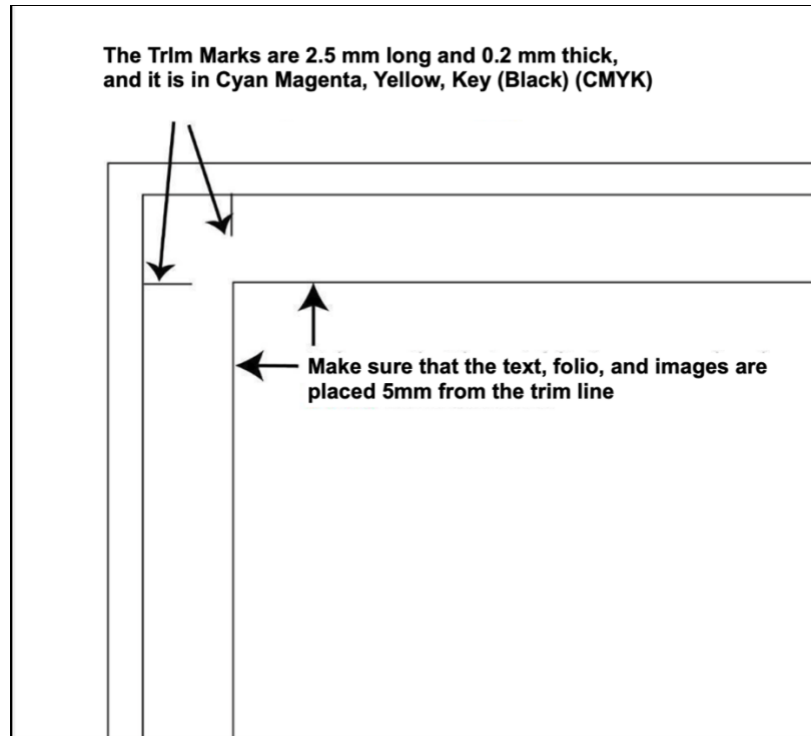 The TrIm Marks are 2.5 mm long and 0.2 mm thick,
and it is in Cyan Magenta, Yellow, Key (Black) (CMYK)
Make sure that the text, folio, and images are
placed 5mm from the trim line